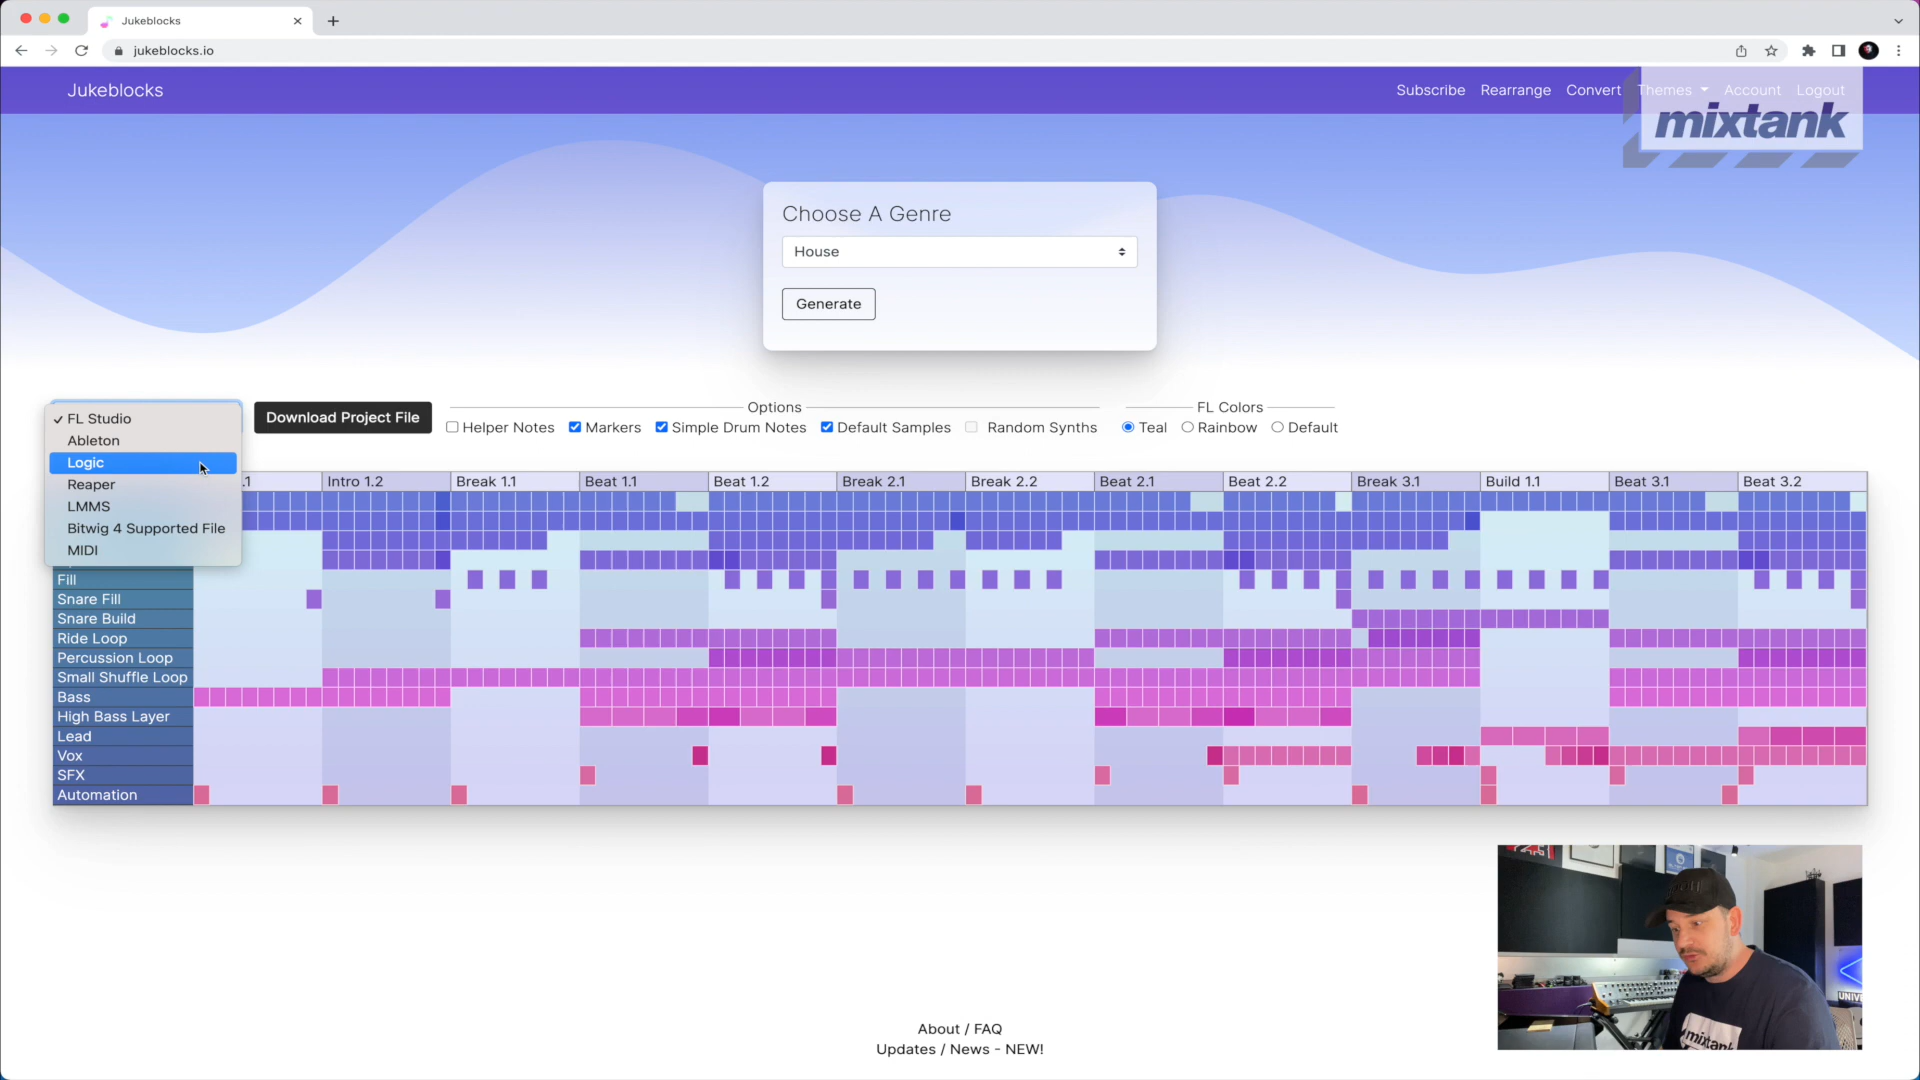 Jukeblocks
jukeblocks.io
Jukeblocks
Subscribe Rearrange Convert Themes Account Logout
mixtank
Choose A Genre
House
Generate
✓ FL Studio
Ableton
Logic
Reaper
LMMS
Bitwig 4 Supported File
MIDI
Download Project File
Options
Helper Notes Markers Simple Drum Notes Default Samples Random Synths
FL Colors
Teal Rainbow Default
.1 Intro 1.2 Break 1.1 Beat 1.1 Beat 1.2 Break 2.1 Break 2.2 Beat 2.1 Beat 2.2 Break 3.1 Build 1.1 Beat 3.1 Beat 3.2
Fill
Snare Fill
Snare Build
Ride Loop
Percussion Loop
Small Shuffle Loop
Bass
High Bass Layer
Lead
Vox
SFX
Automation
UNIVE
mixtan
About / FAQ
Updates / News - NEW!